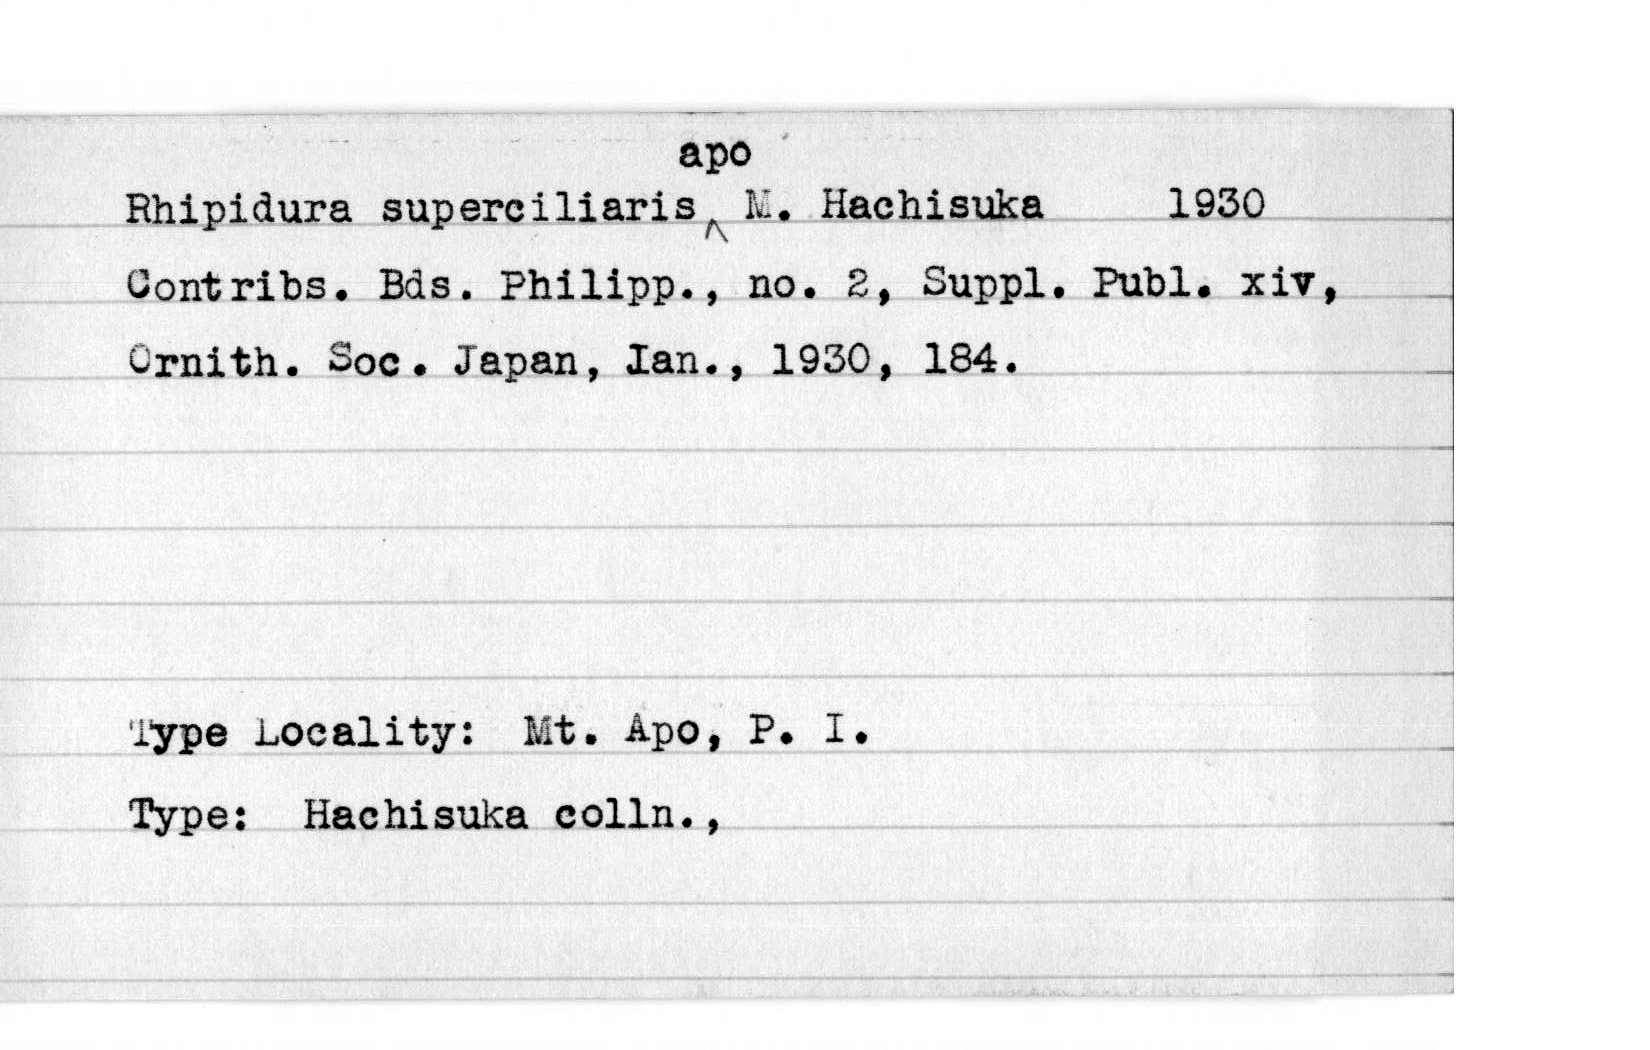 apo
Rhipidura superciliaris^ M. Hachisuka 1930
Contribs. Bds. Philipp., no. 2, Suppl. Publ. xiv,
Ornith. Soc. Japan, Ian., 1930, 184.
Type Locality: Mt. Apo, P. I.
Type: Hachisuka colln.,